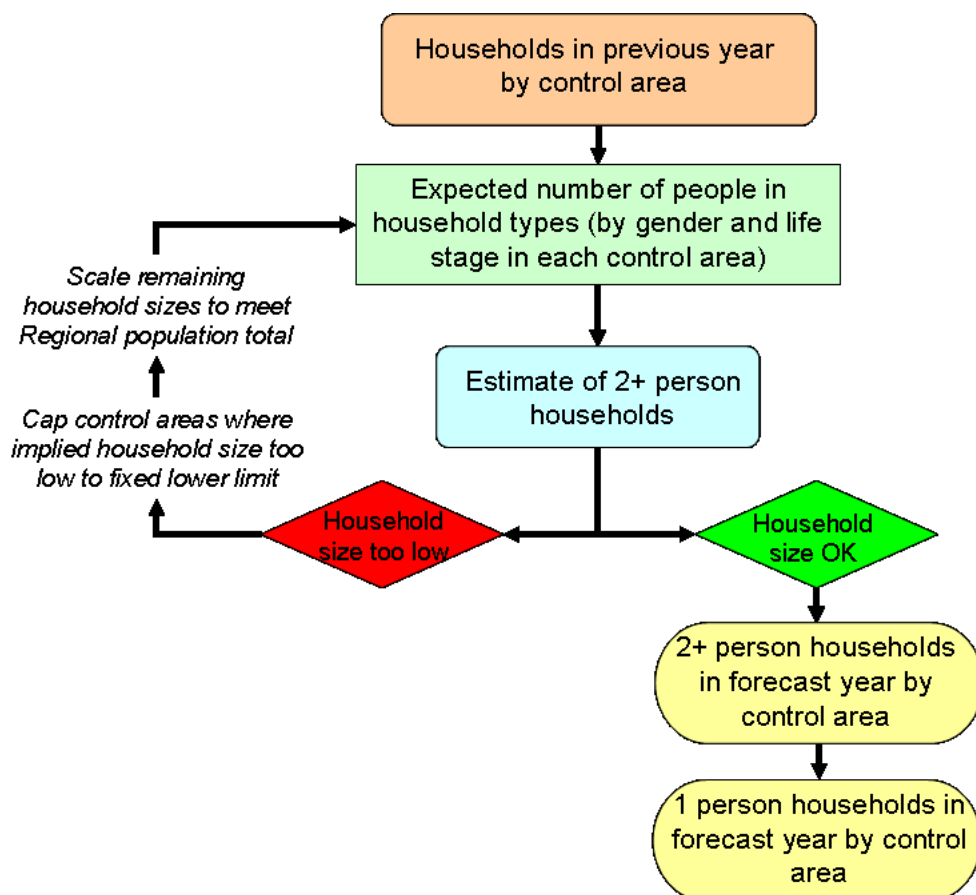 Households in previous year
by control area
Expected number of people in
household types (by gender and life
stage in each control area)
Scale remaining
household sizes to meet
Regional population total
Estimate of 2+ person
households
Cap control areas where
implied household size too
low to fixed lower limit
Household
size too low
Household
size OK
2+ person households
in forecast year by
control area
1 person households in
forecast year by control
area